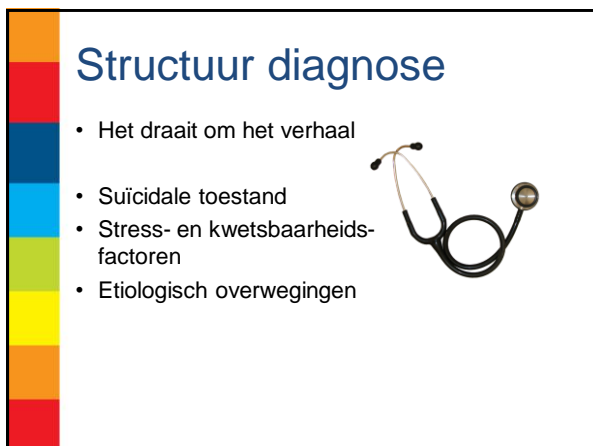 Structuur diagnose
• Het draait om het verhaal
• Suïcidale toestand
• Stress- en kwetsbaarheids-
factoren
• Etiologisch overwegingen